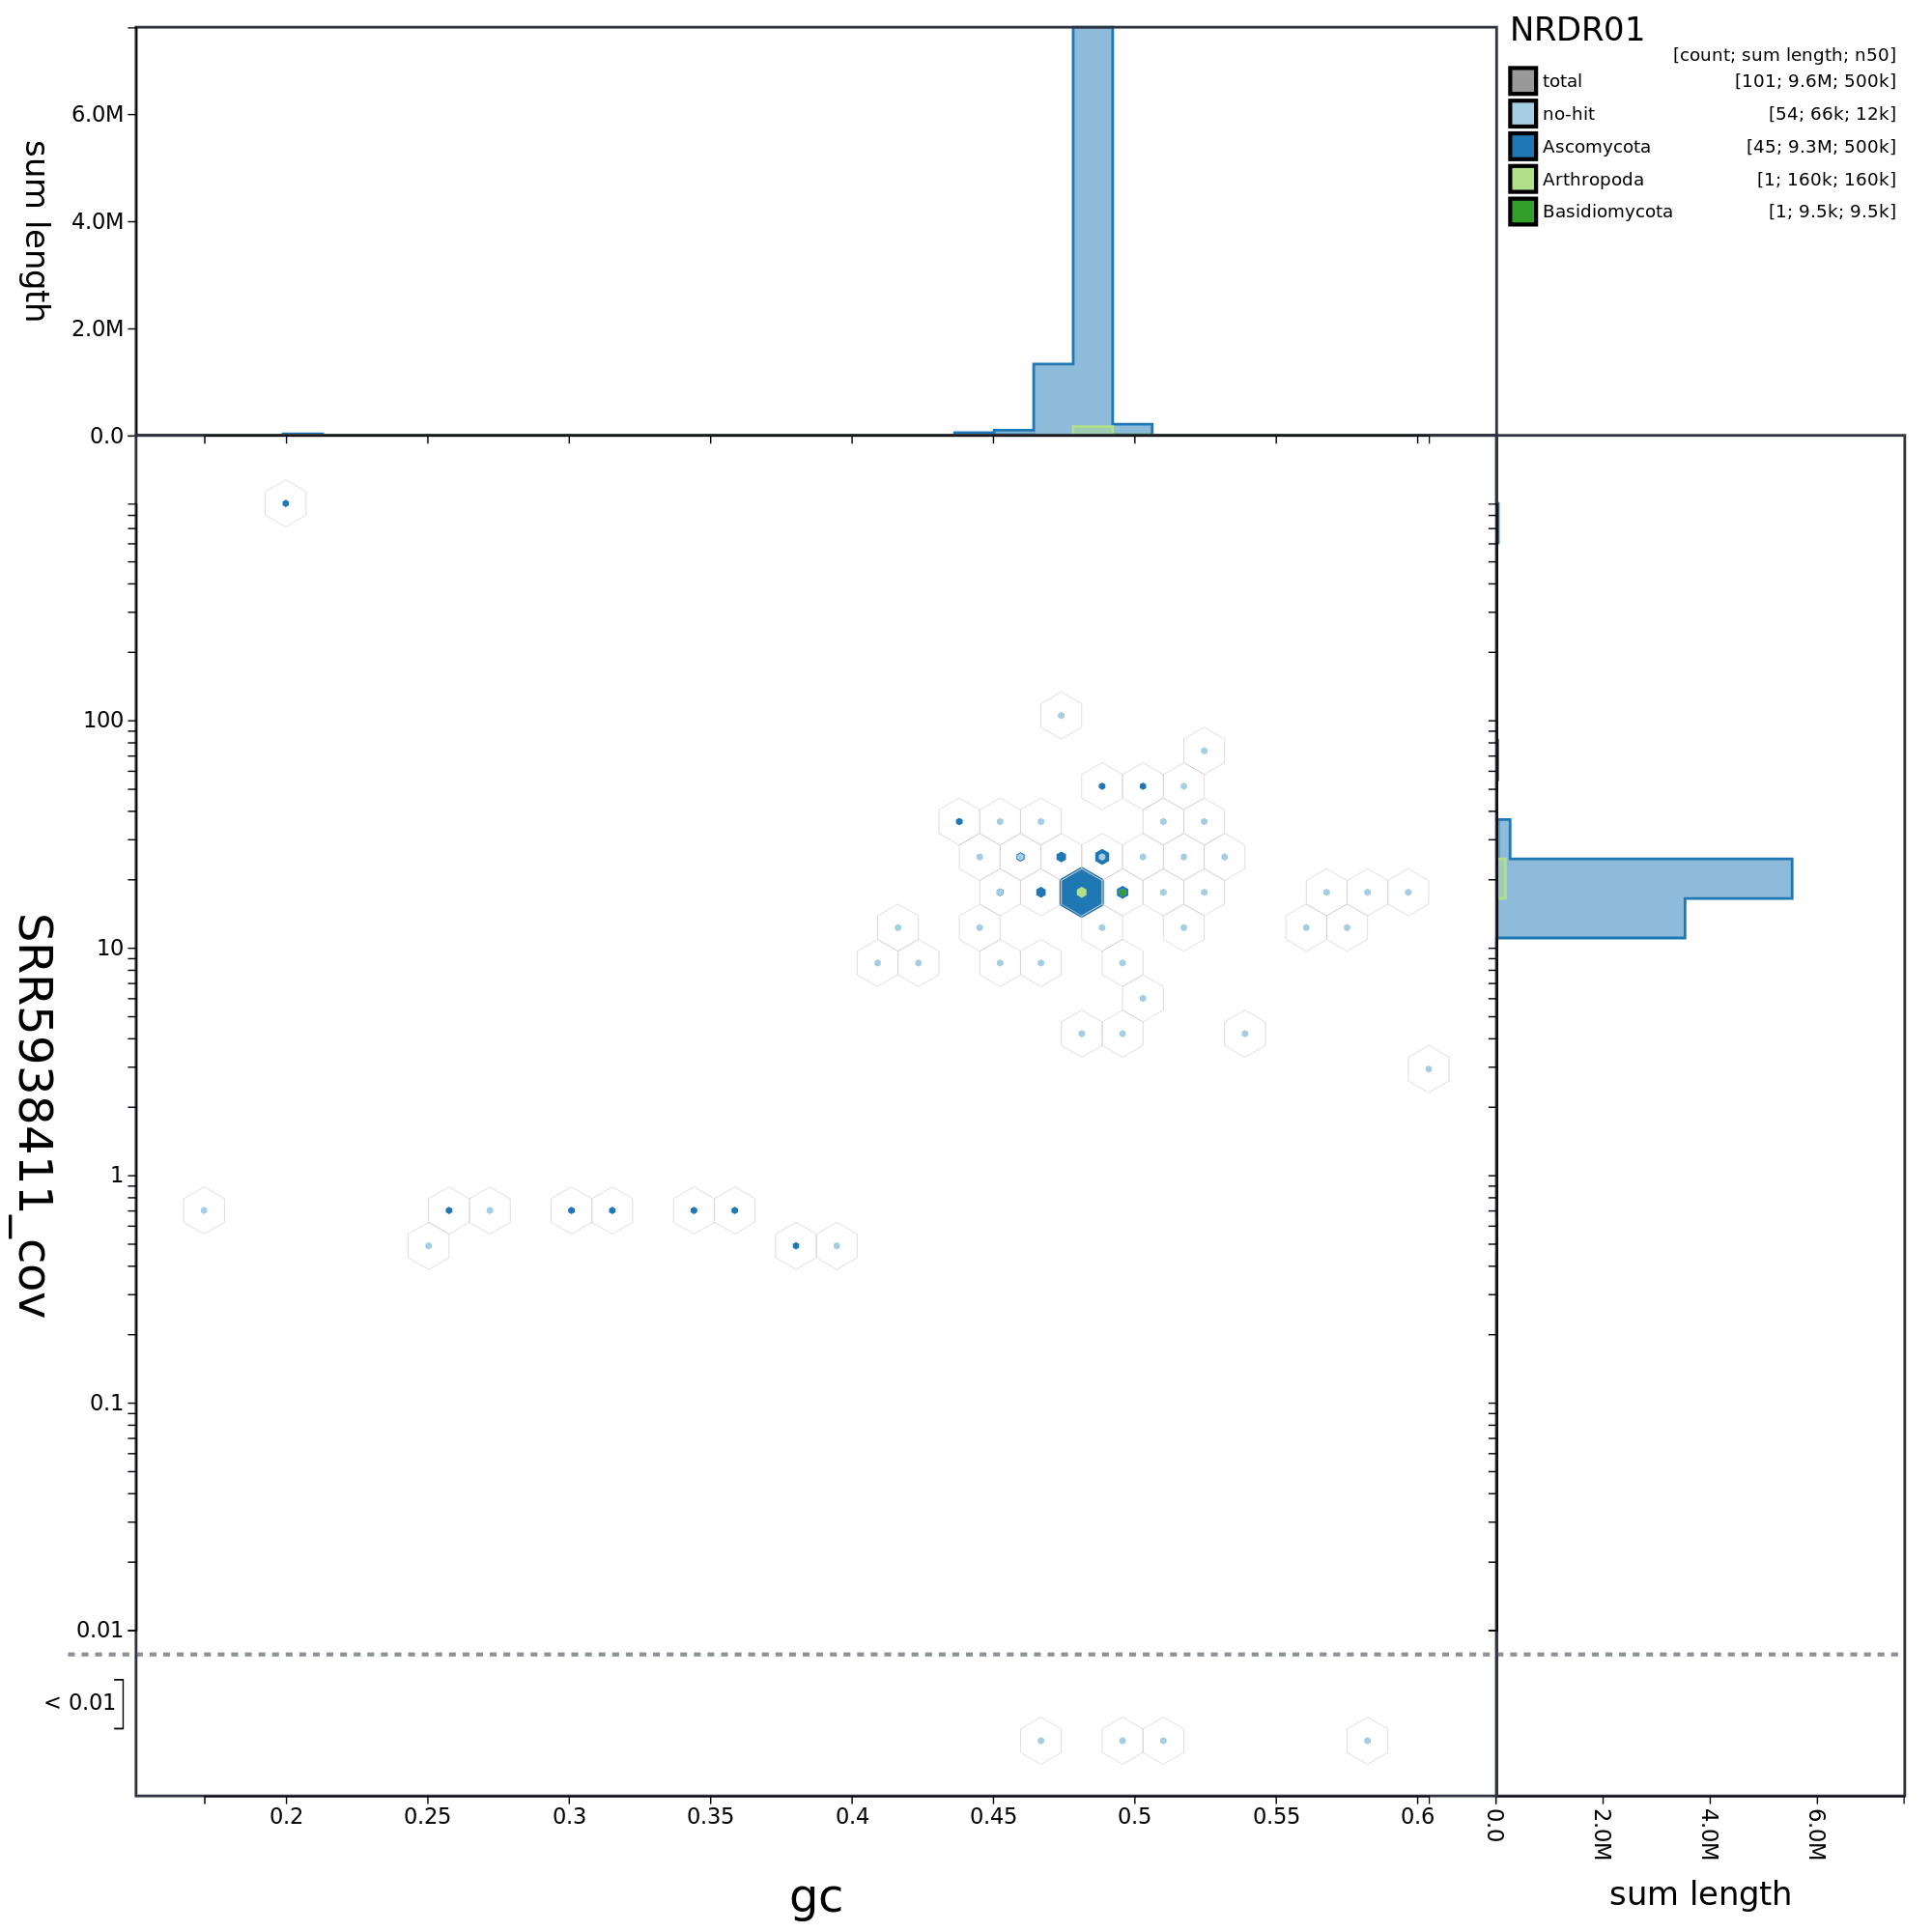 NRDR01
[count; sum length; n50]
total [101; 9.6M; 500k]
no-hit [54; 66k; 12k]
Ascomycota [45; 9.3M; 500k]
Arthropoda [1; 160k; 160k]
Basidiomycota [1; 9.5k; 9.5k]
sum length
6.0M
4.0M
2.0M
0.0
SRR5938411_cov
100
10
1
0.1
0.01
< 0.01
0.2 0.25 0.3 0.35 0.4 0.45 0.5 0.55 0.6
gc
0.0 2.0M 4.0M 6.0M
sum length